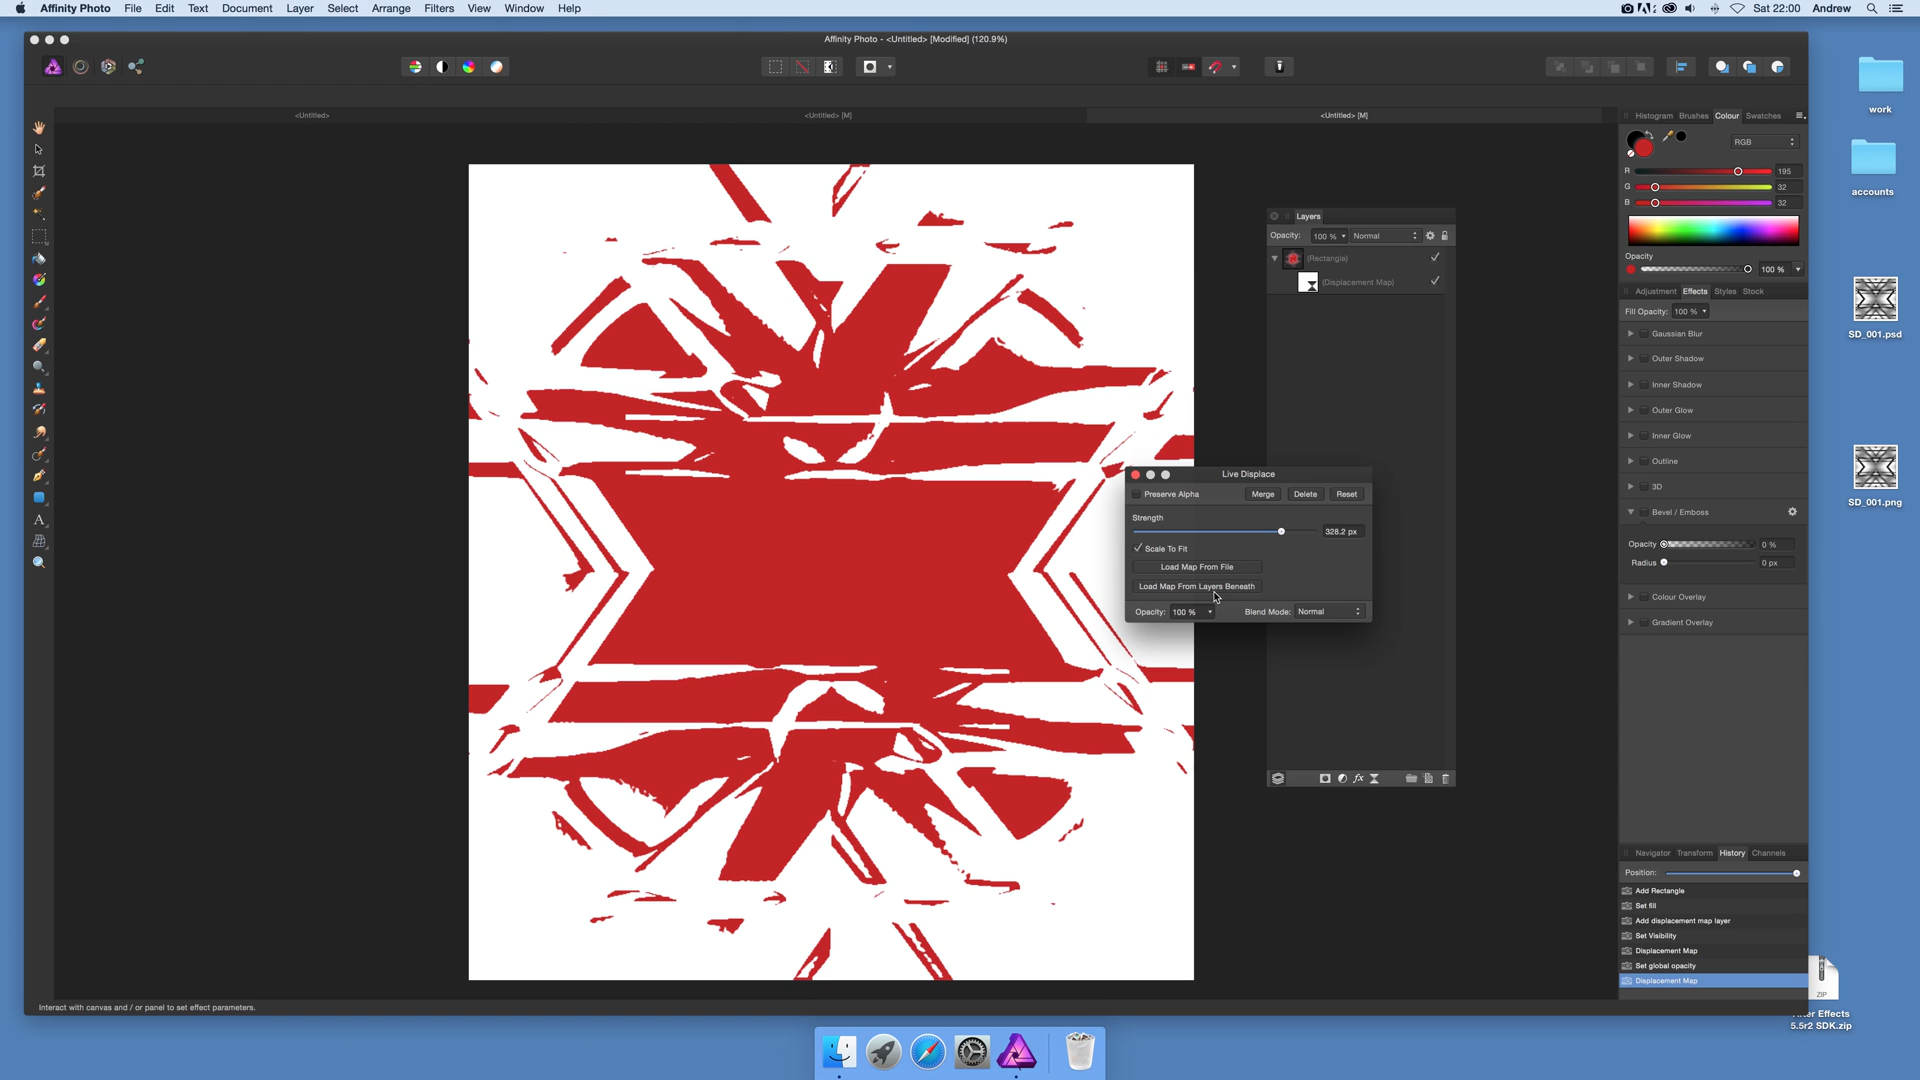 Affinity Photo File Edit Text Document Layer Select Arrange Filters View Window Help
Sat 22:00 Andrew
Affinity Photo - <Untitled> [Modified] (120.9%)
<Untitled> <Untitled> [M] <Untitled> [M]
Histogram Brushes Colour Swatches
RGB
R 195
G 32
B 32
Opacity
100 %
Adjustment Effects Styles Stock
Fill Opacity: 100 %
Gaussian Blur
Outer Shadow
Inner Shadow
Outer Glow
Inner Glow
Outline
3D
Bevel / Emboss
Opacity 0 %
Radius 0 px
Colour Overlay
Gradient Overlay
Layers
Opacity: 100 % Normal
(Rectangle)
(Displacement Map)
Live Displace
Preserve Alpha Merge Delete Reset
Strength
328.2 px
Scale To Fit
Load Map From File
Load Map From Layers Beneath
Opacity: 100 % Blend Mode: Normal
Navigator Transform History Channels
Position:
Add Rectangle
Set fill
Add displacement map layer
Set Visibility
Displacement Map
Set global opacity
Displacement Map
Interact with canvas and / or panel to set effect parameters.
work
accounts
SD_001.psd
SD_001.png
ZIP
After Effects
5.5r2 SDK.zip